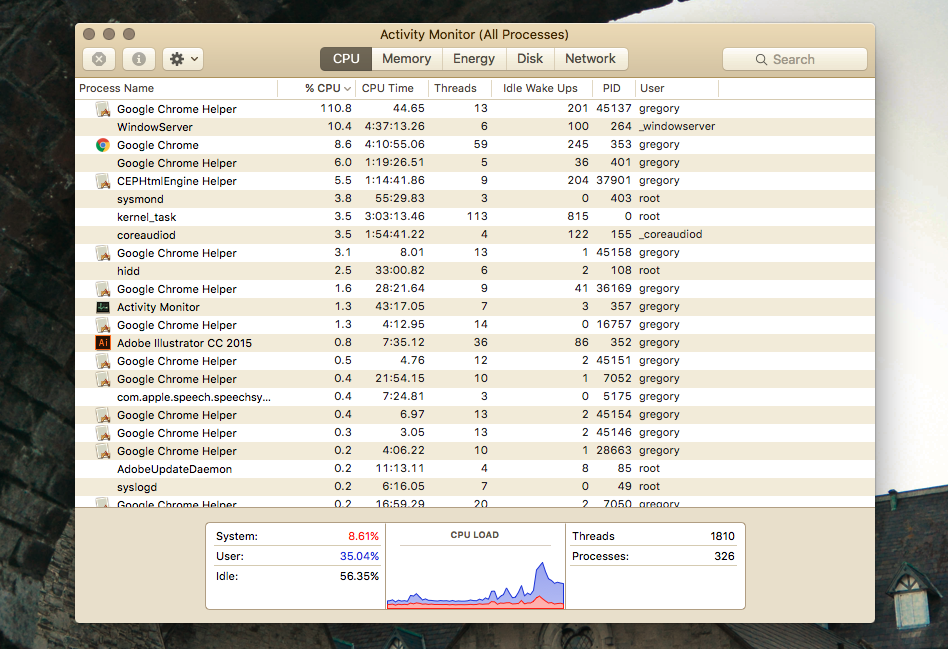 Activity Monitor (All Processes)
CPU Memory Energy Disk Network Search
Process Name % CPU CPU Time Threads Idle Wake Ups PID User
Google Chrome Helper 110.8 44.65 13 201 45137 gregory
WindowServer 10.4 4:37:13.26 6 100 264 _windowserver
Google Chrome 8.6 4:10:55.06 59 245 353 gregory
Google Chrome Helper 6.0 1:19:26.51 5 36 401 gregory
CEPHtmlEngine Helper 5.5 1:14:41.86 9 204 37901 gregory
sysmond 3.8 55:29.83 3 0 403 root
kernel_task 3.5 3:03:13.46 113 815 0 root
coreaudiod 3.5 1:54:41.22 4 122 155 _coreaudiod
Google Chrome Helper 3.1 8.01 13 1 45158 gregory
hidd 2.5 33:00.82 6 2 108 root
Google Chrome Helper 1.6 28:21.64 9 41 36169 gregory
Activity Monitor 1.3 43:17.05 7 3 357 gregory
Google Chrome Helper 1.3 4:12.95 14 0 16757 gregory
Ai Adobe Illustrator CC 2015 0.8 7:35.12 36 86 352 gregory
Google Chrome Helper 0.5 4.76 12 2 45151 gregory
Google Chrome Helper 0.4 21:54.15 10 1 7052 gregory
com.apple.speech.speechsy... 0.4 7:24.81 3 0 5175 gregory
Google Chrome Helper 0.4 6.97 13 2 45154 gregory
Google Chrome Helper 0.3 3.05 13 2 45146 gregory
Google Chrome Helper 0.2 4:06.22 10 1 28663 gregory
AdobeUpdateDaemon 0.2 11:13.11 4 8 85 root
syslogd 0.2 6:16.05 7 0 49 root
Google Chrome Helper 0.2 16:59.29 20 2 7050 gregory
System: 8.61% CPU LOAD Threads 1810
User: 35.04% Processes: 326
Idle: 56.35%